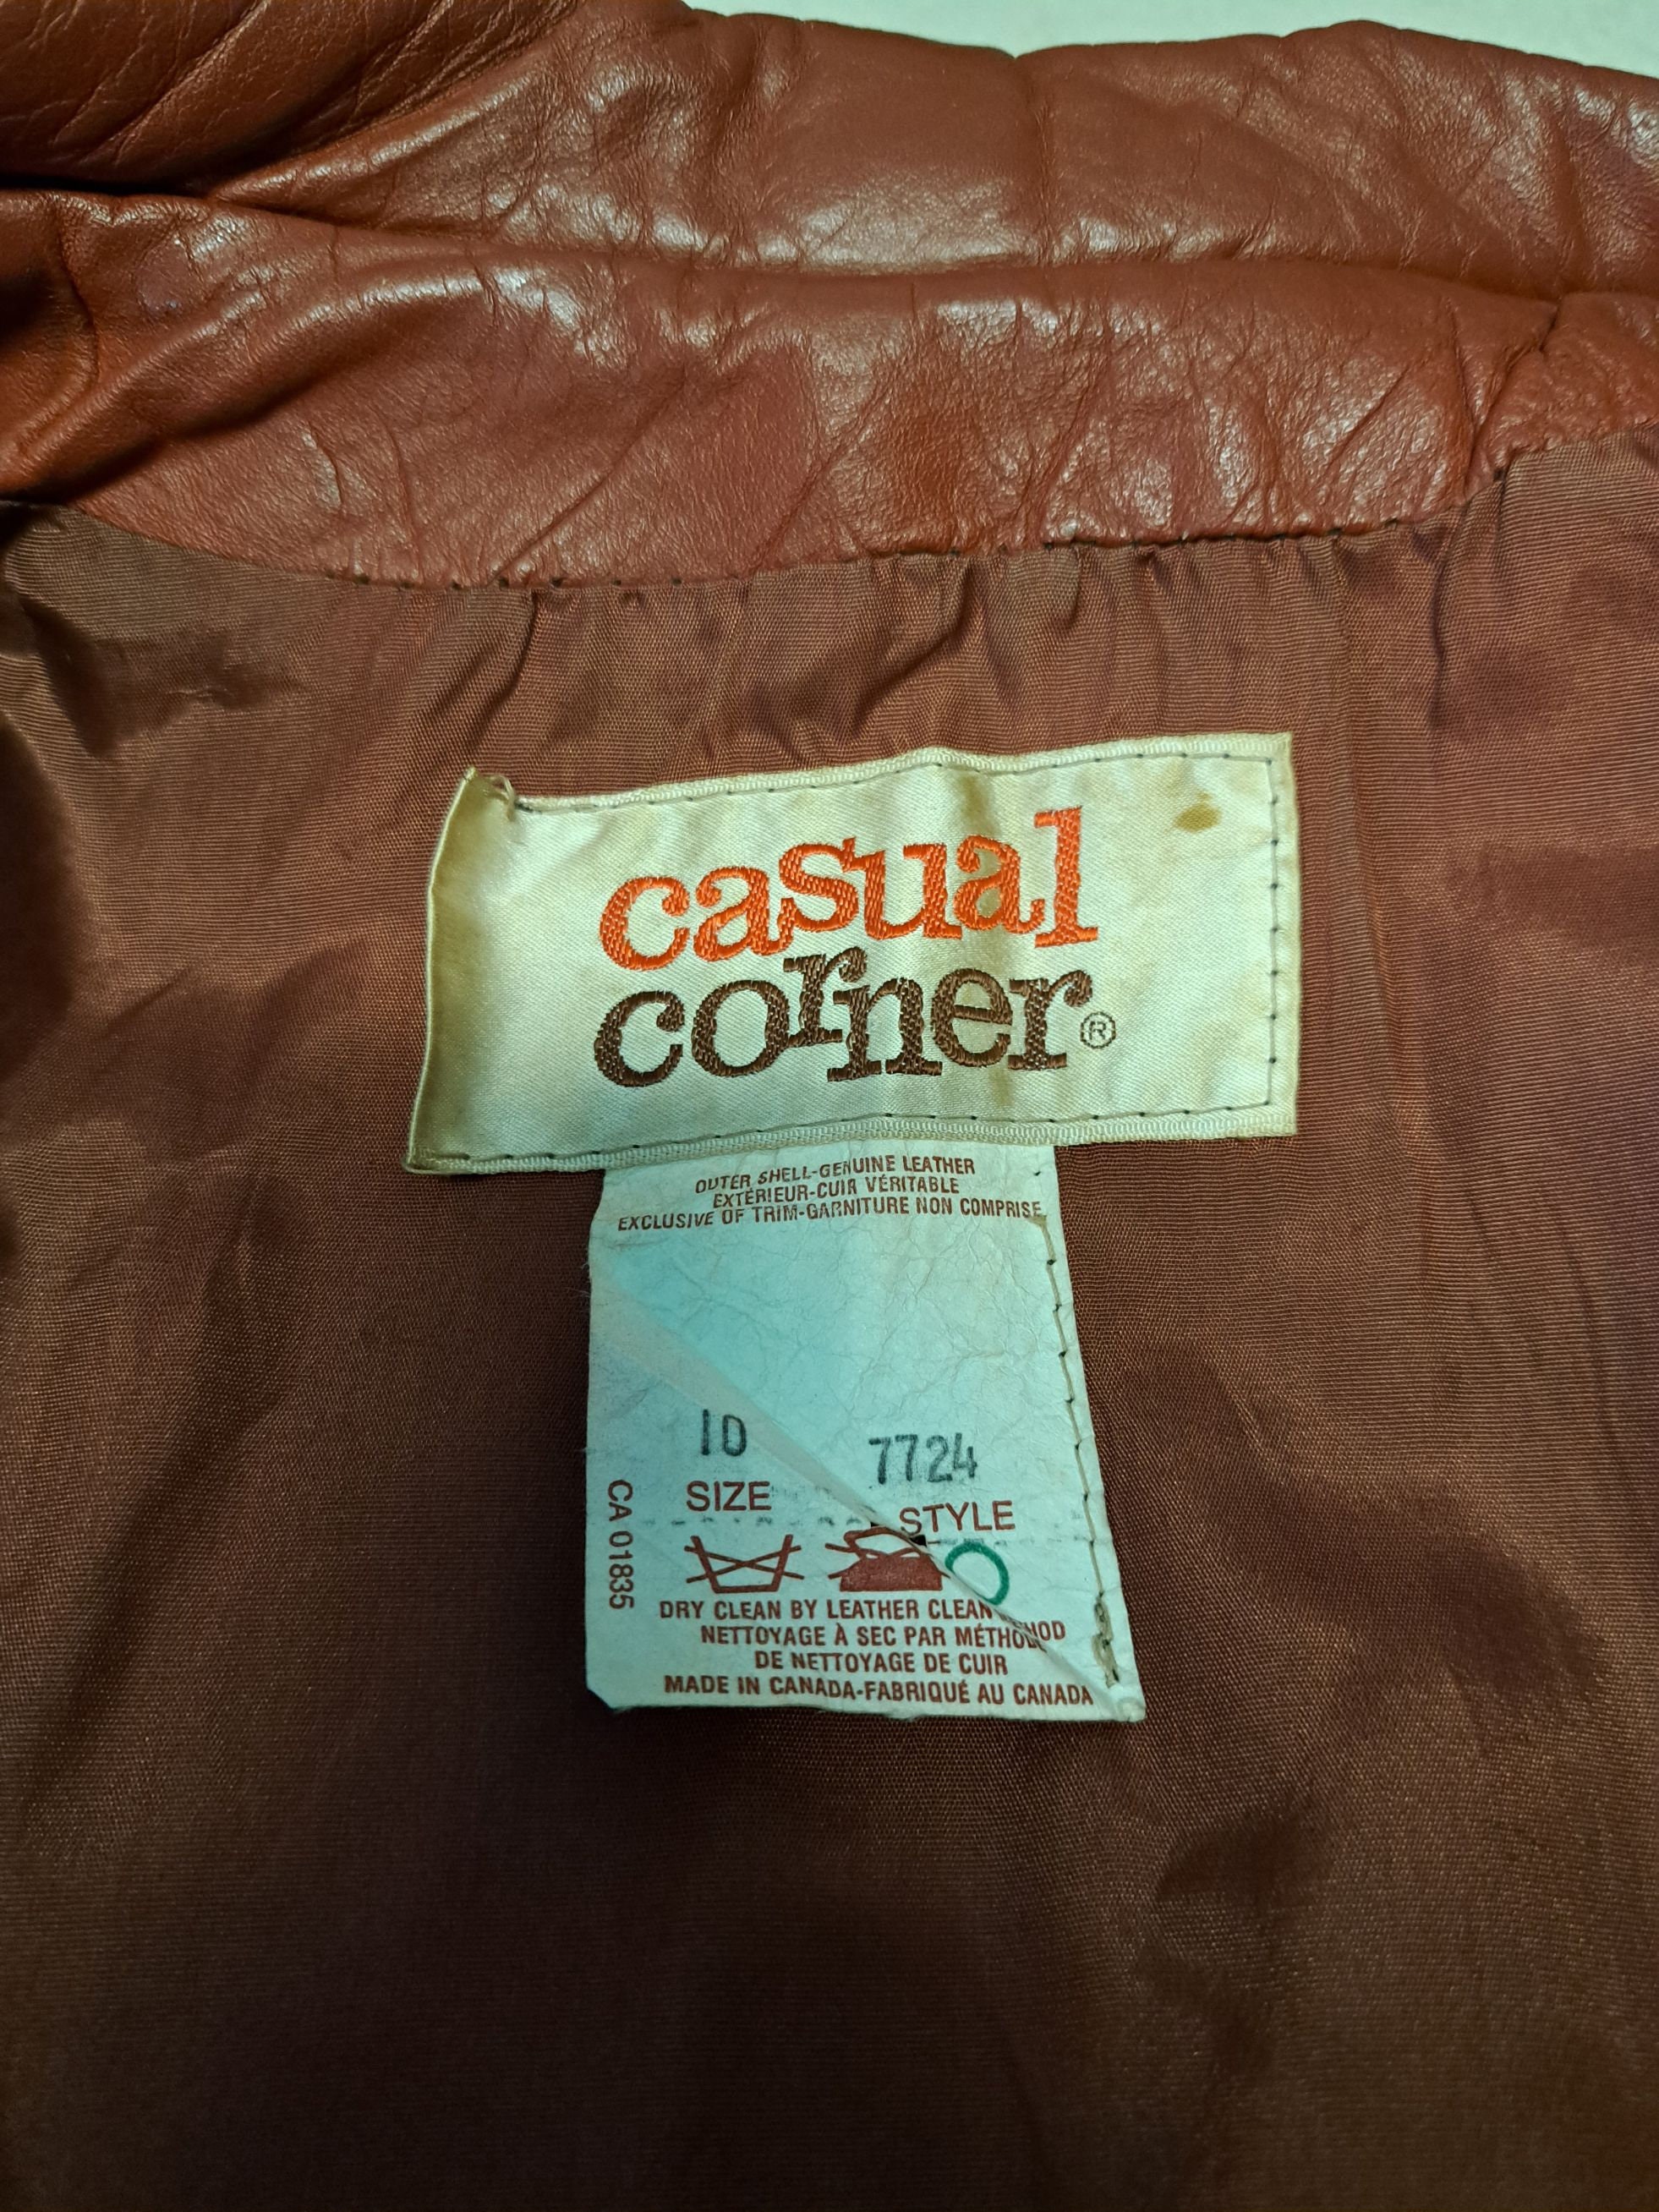 casual
corner®
OUTER SHELL-GENUINE LEATHER
EXTÉRIEUR-CUIR VÉRITABLE
EXCLUSIVE OF TRIM-GARNITURE NON COMPRISE
10 7724
SIZE STYLE
CA 01835
DRY CLEAN BY LEATHER CLEAN
NETTOYAGE À SEC PAR MÉTHODE
DE NETTOYAGE DE CUIR
MADE IN CANADA-FABRIQUÉ AU CANADA